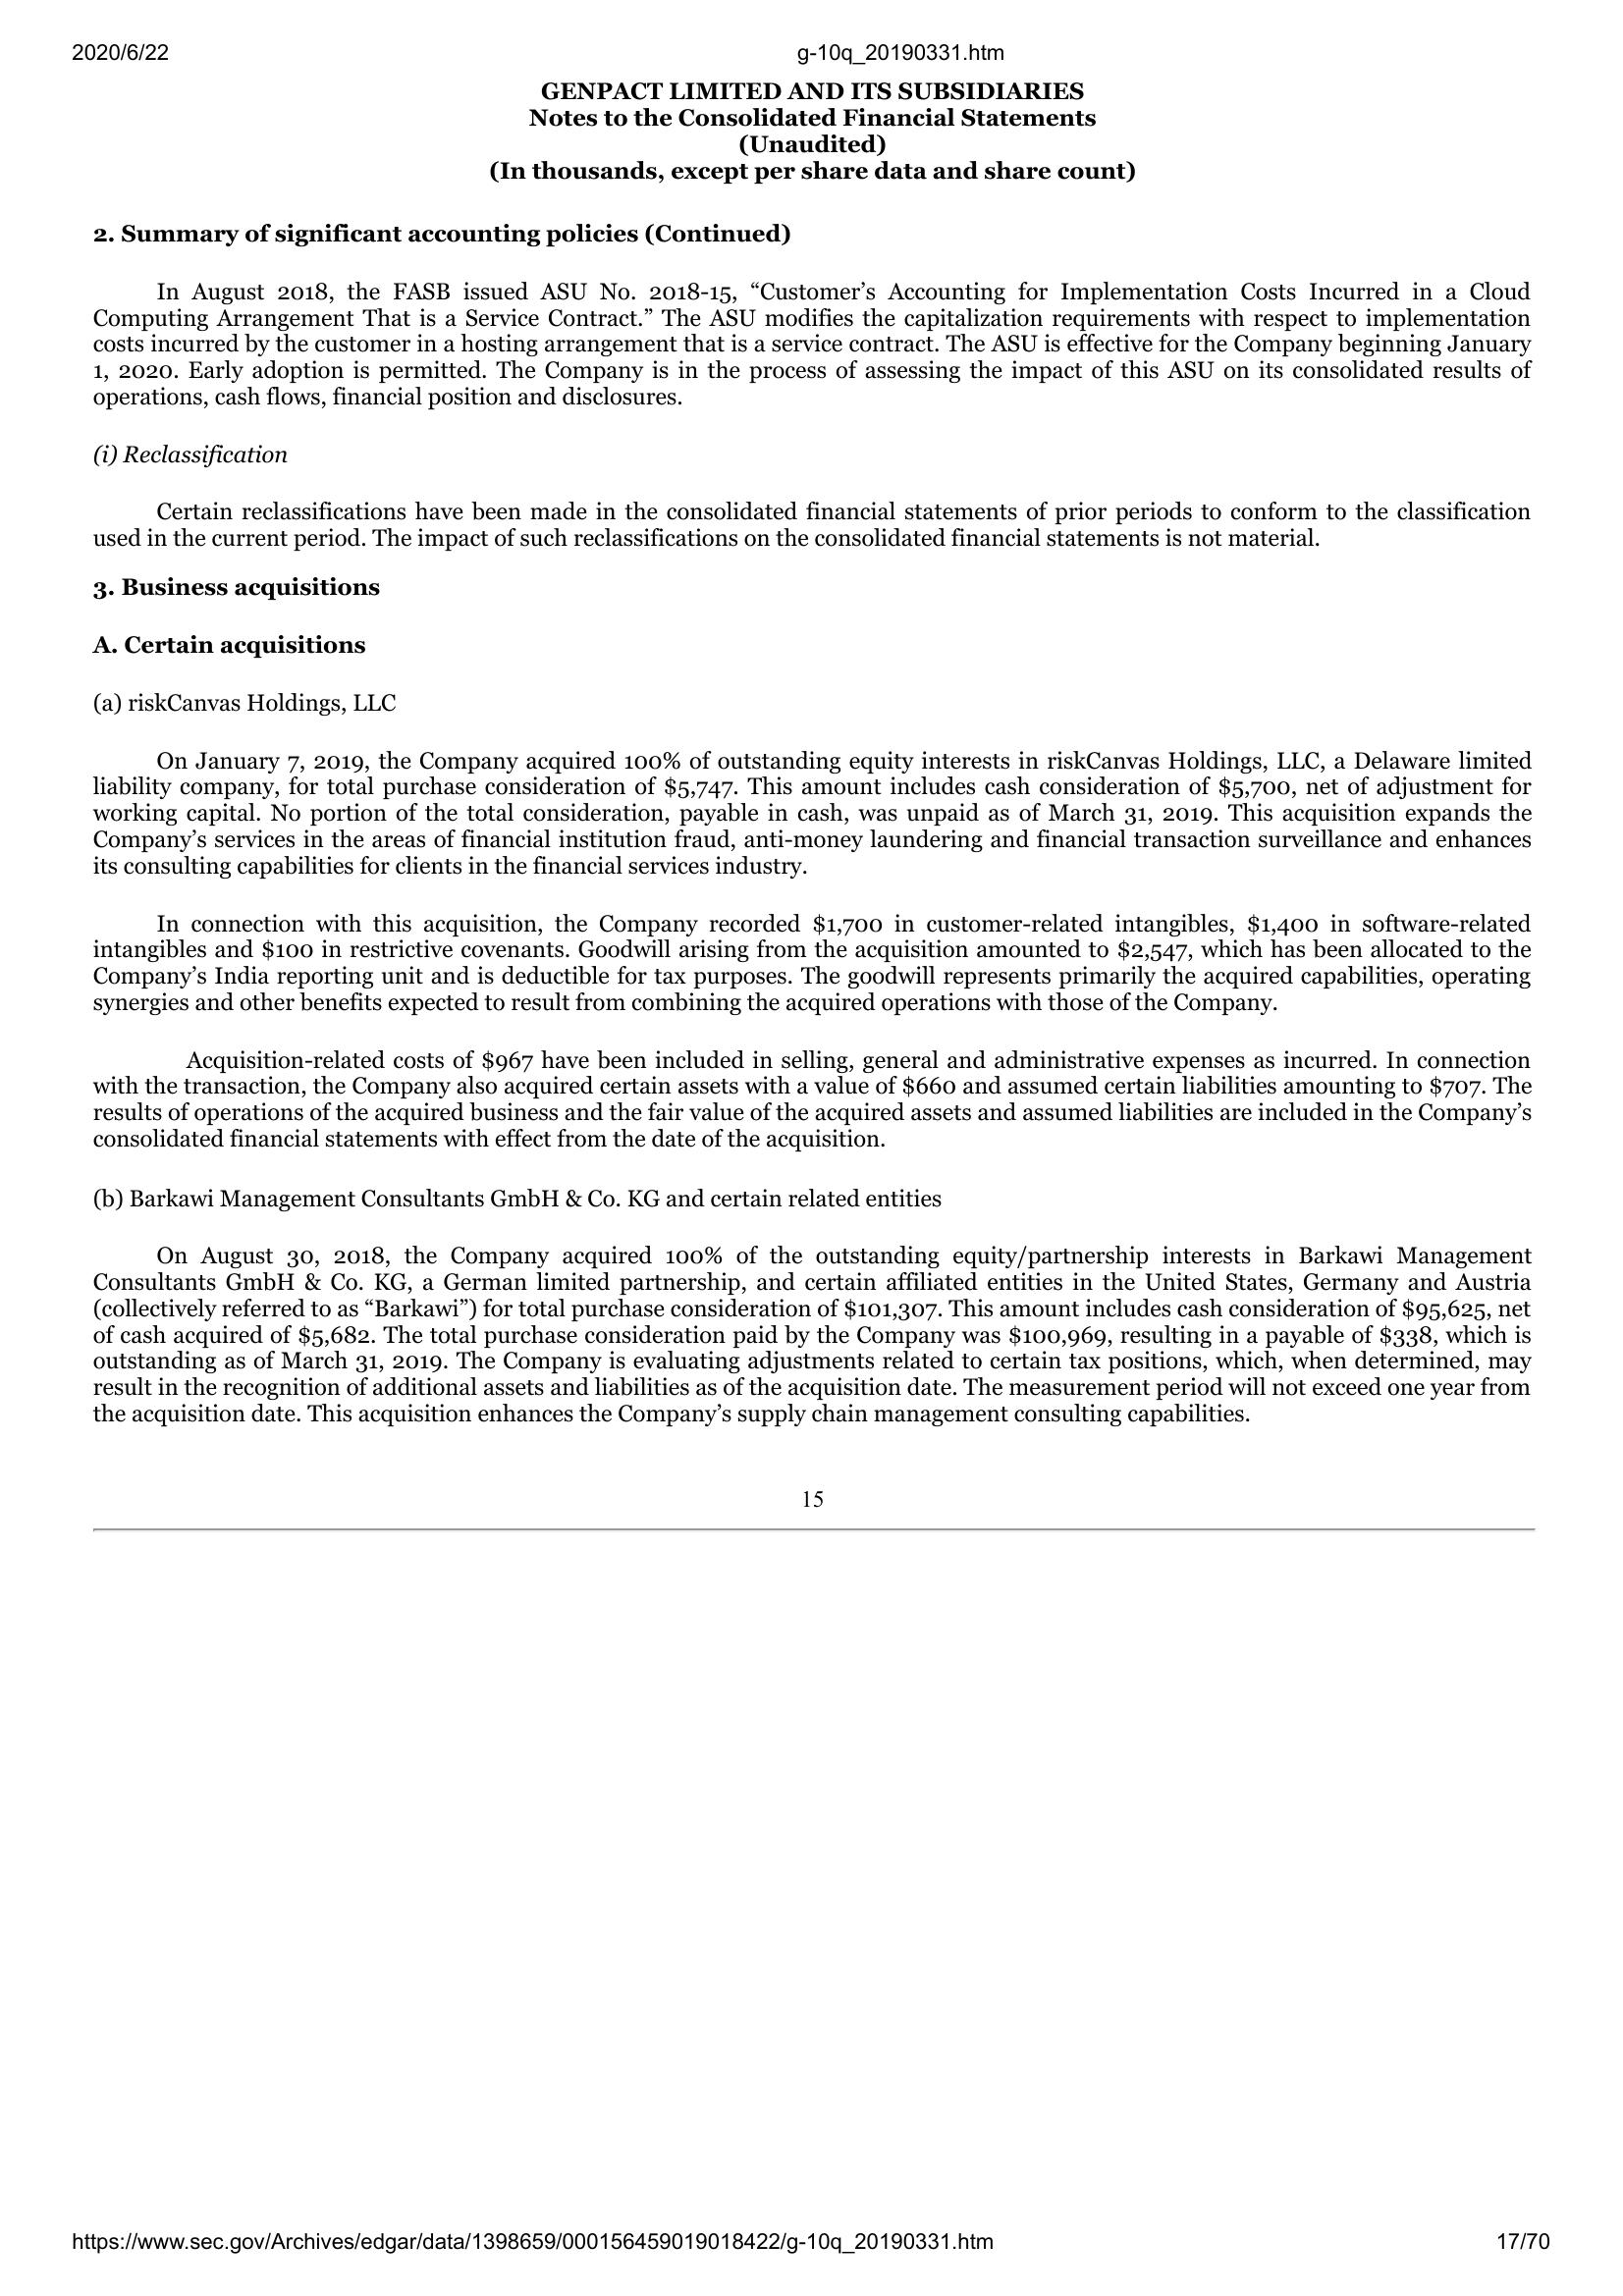 2020/6/22
g-10q_20190331.htm
GENPACT LIMITED AND ITS SUBSIDIARIES
Notes to the Consolidated Financial Statements
(Unaudited)
(In thousands, except per share data and share count)
2. Summary of significant accounting policies (Continued)
In August 2018, the FASB issued ASU No. 2018-15, “Customer’s Accounting for Implementation Costs Incurred in a Cloud
Computing Arrangement That is a Service Contract.” The ASU modifies the capitalization requirements with respect to implementation
costs incurred by the customer in a hosting arrangement that is a service contract. The ASU is effective for the Company beginning January
1, 2020. Early adoption is permitted. The Company is in the process of assessing the impact of this ASU on its consolidated results of
operations, cash flows, financial position and disclosures.
(i) Reclassification
Certain reclassifications have been made in the consolidated financial statements of prior periods to conform to the classification
used in the current period. The impact of such reclassifications on the consolidated financial statements is not material.
3. Business acquisitions
A. Certain acquisitions
(a) riskCanvas Holdings, LLC
On January 7, 2019, the Company acquired 100% of outstanding equity interests in riskCanvas Holdings, LLC, a Delaware limited
liability company, for total purchase consideration of $5,747. This amount includes cash consideration of $5,700, net of adjustment for
working capital. No portion of the total consideration, payable in cash, was unpaid as of March 31, 2019. This acquisition expands the
Company’s services in the areas of financial institution fraud, anti-money laundering and financial transaction surveillance and enhances
its consulting capabilities for clients in the financial services industry.
In connection with this acquisition, the Company recorded $1,700 in customer-related intangibles, $1,400 in software-related
intangibles and $100 in restrictive covenants. Goodwill arising from the acquisition amounted to $2,547, which has been allocated to the
Company’s India reporting unit and is deductible for tax purposes. The goodwill represents primarily the acquired capabilities, operating
synergies and other benefits expected to result from combining the acquired operations with those of the Company.
Acquisition-related costs of $967 have been included in selling, general and administrative expenses as incurred. In connection
with the transaction, the Company also acquired certain assets with a value of $660 and assumed certain liabilities amounting to $707. The
results of operations of the acquired business and the fair value of the acquired assets and assumed liabilities are included in the Company’s
consolidated financial statements with effect from the date of the acquisition.
(b) Barkawi Management Consultants GmbH & Co. KG and certain related entities
On August 30, 2018, the Company acquired 100% of the outstanding equity/partnership interests in Barkawi Management
Consultants GmbH & Co. KG, a German limited partnership, and certain affiliated entities in the United States, Germany and Austria
(collectively referred to as “Barkawi”) for total purchase consideration of $101,307. This amount includes cash consideration of $95,625, net
of cash acquired of $5,682. The total purchase consideration paid by the Company was $100,969, resulting in a payable of $338, which is
outstanding as of March 31, 2019. The Company is evaluating adjustments related to certain tax positions, which, when determined, may
result in the recognition of additional assets and liabilities as of the acquisition date. The measurement period will not exceed one year from
the acquisition date. This acquisition enhances the Company’s supply chain management consulting capabilities.
15
https://www.sec.gov/Archives/edgar/data/1398659/000156459019018422/g-10q_20190331.htm
17/70